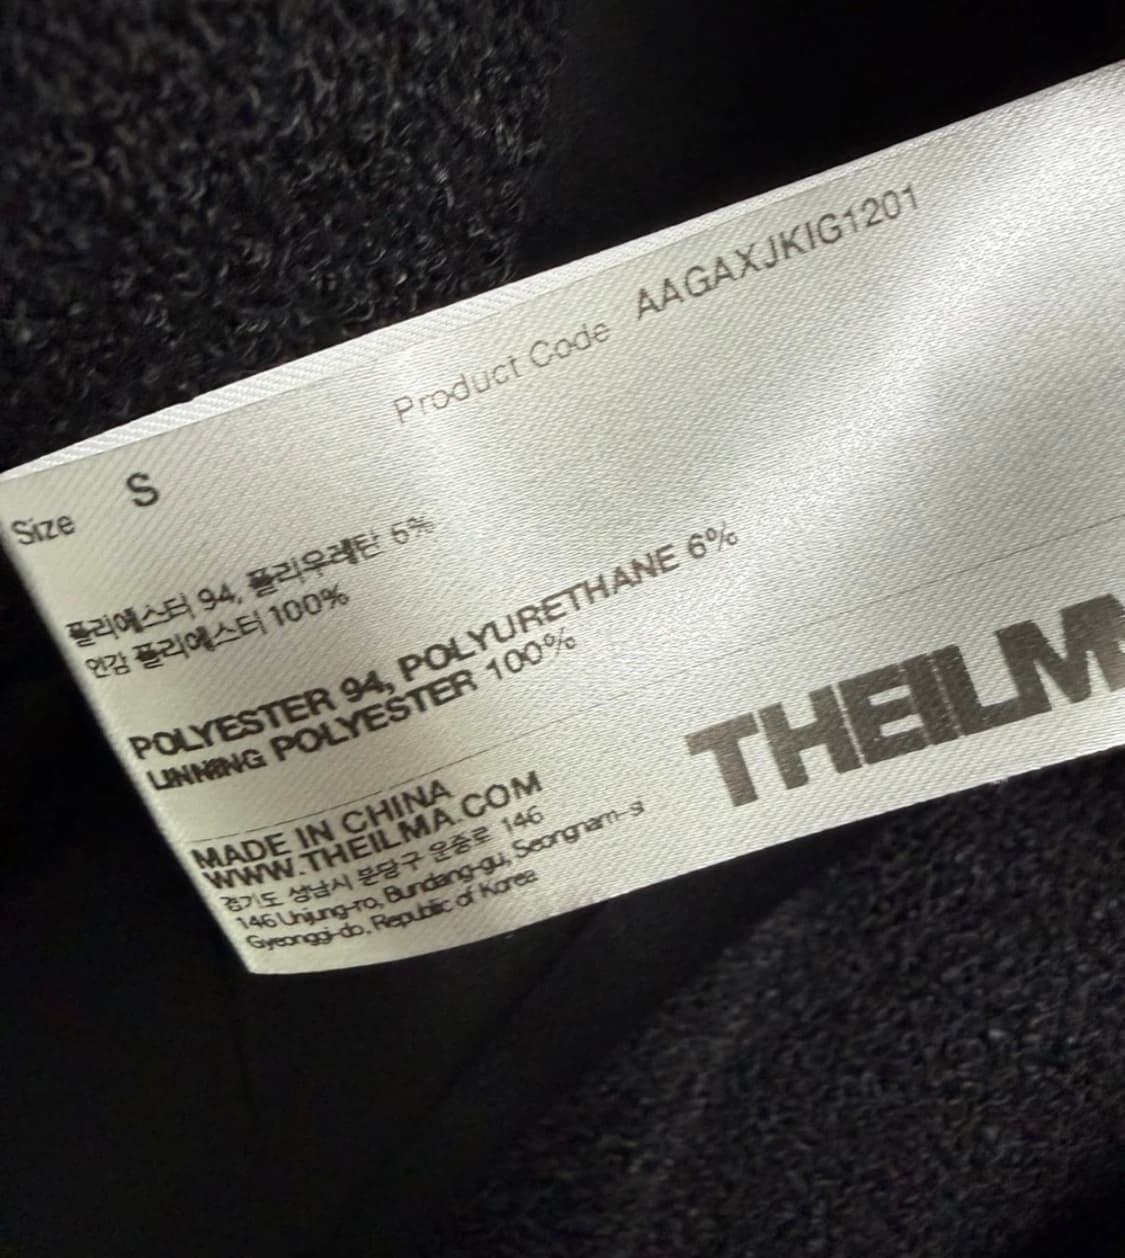 Product Code AAGAXJKIG1201
Size S
폴리에스터 94, 폴리우레탄 6%
안감 폴리에스터 100%
POLYESTER 94, POLYURETHANE 6%
LINNING POLYESTER 100%
MADE IN CHINA
WWW.THEILMA.COM
경기도 성남시 분당구 운중로 146
146 Unjung-ro, Bundang-gu, Seongnam-si
Gyeonggi-do, Republic of Korea
THEILM